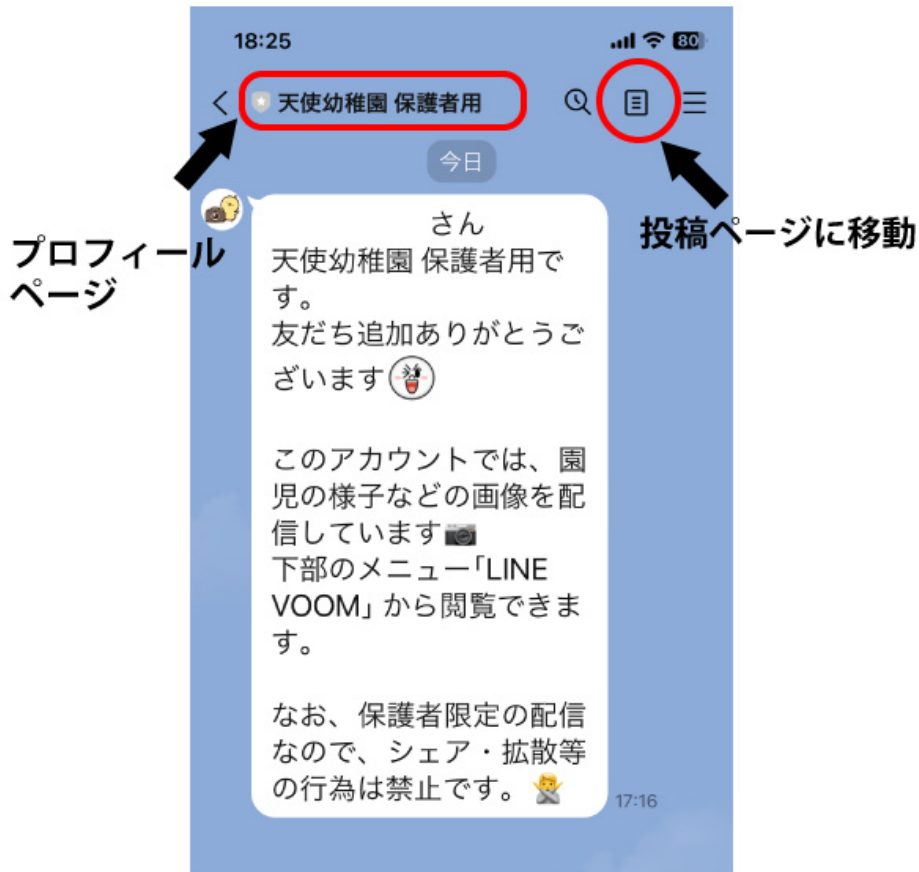 18:25
80
天使幼稚園 保護者用
今日
プロフィール
ページ
投稿ページに移動
さん
天使幼稚園 保護者用で
す。
友だち追加ありがとうご
ざいます
このアカウントでは、園
児の様子などの画像を配
信しています📷
下部のメニュー「LINE
VOOM」から閲覧できま
す。
なお、保護者限定の配信
なので、シェア・拡散等
の行為は禁止です。🙅
17:16